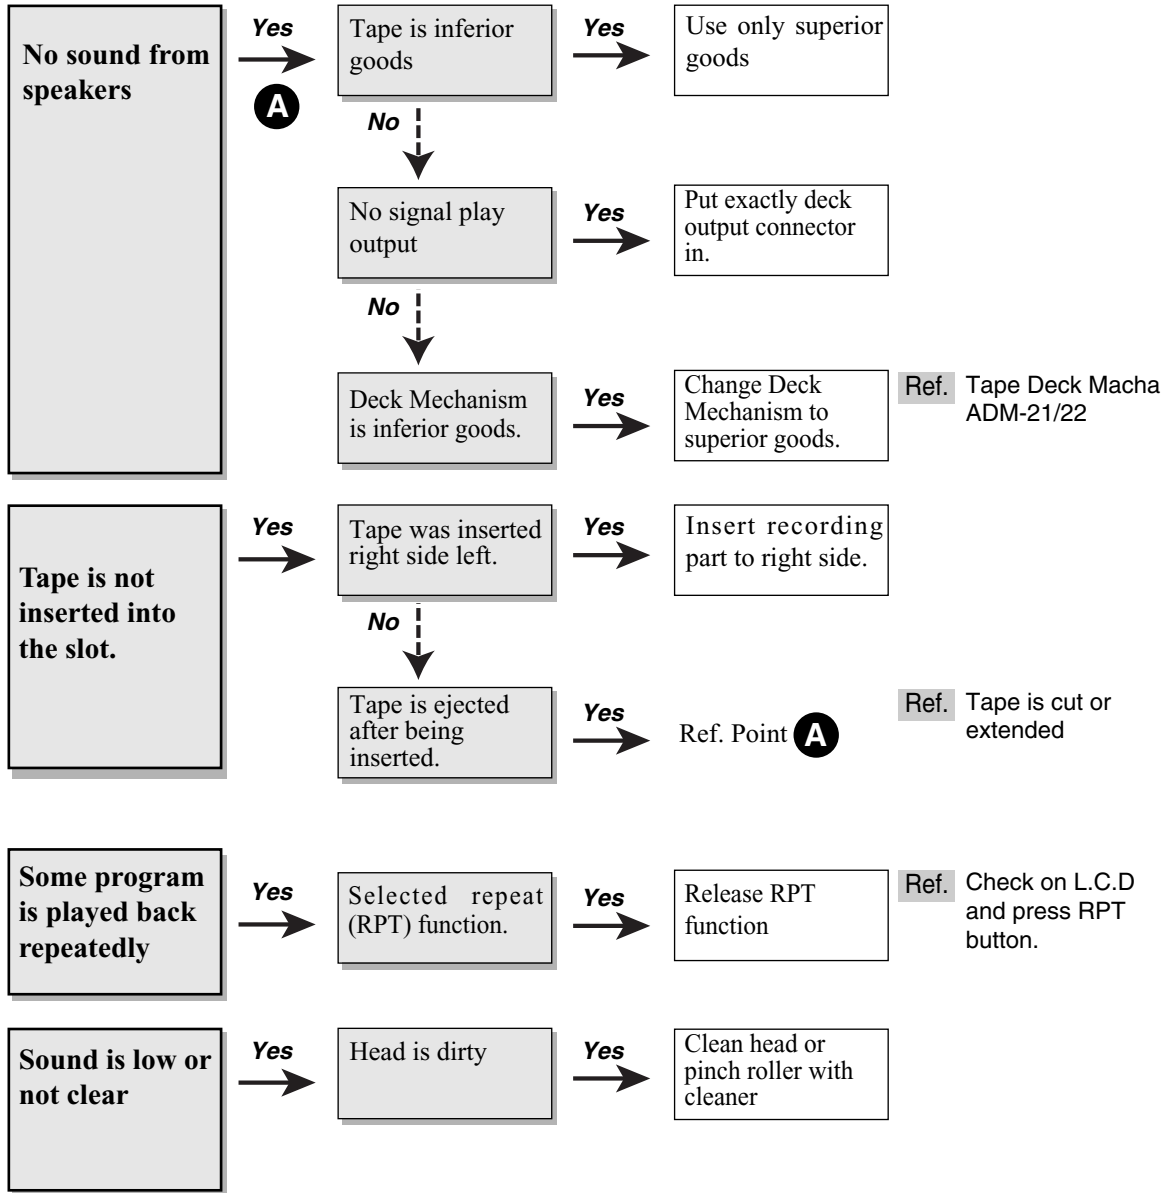 No sound from
speakers
Yes
A
Tape is inferior
goods
Yes
Use only superior
goods
No
No signal play
output
Yes
Put exactly deck
output connector
in.
No
Deck Mechanism
is inferior goods.
Yes
Change Deck
Mechanism to
superior goods.
Ref. Tape Deck Macha
ADM-21/22
Tape is not
inserted into
the slot.
Yes
Tape was inserted
right side left.
Yes
Insert recording
part to right side.
No
Tape is ejected
after being
inserted.
Yes
Ref. Point A
Ref. Tape is cut or
extended
Some program
is played back
repeatedly
Yes
Selected repeat
(RPT) function.
Yes
Release RPT
function
Ref. Check on L.C.D
and press RPT
button.
Sound is low or
not clear
Yes
Head is dirty
Yes
Clean head or
pinch roller with
cleaner